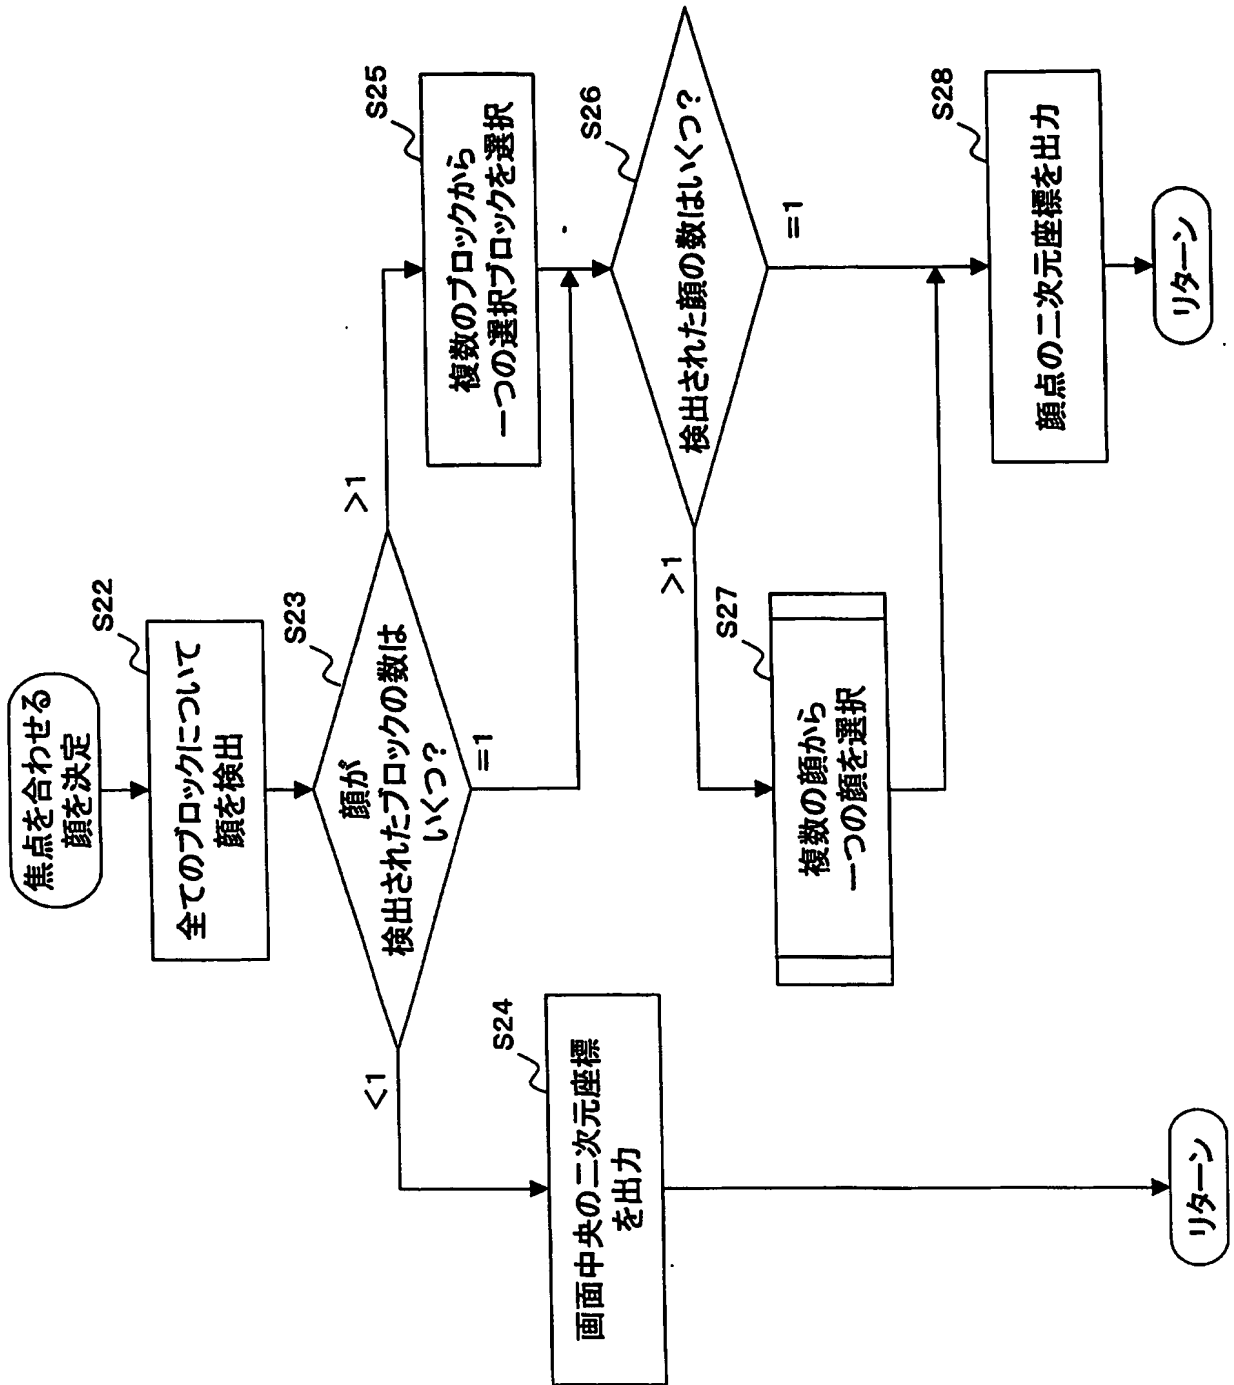 焦点を合わせる
顔を決定
S22
全てのブロックについて
顔を検出
S23
顔が
検出されたブロックの数は
いくつ？
<1
=1
>1
S24
画面中央の二次元座標
を出力
リターン
S25
複数のブロックから
一つの選択ブロックを選択
S26
検出された顔の数はいくつ？
>1
=1
S27
複数の顔から
一つの顔を選択
S28
顔点の二次元座標を出力
リターン